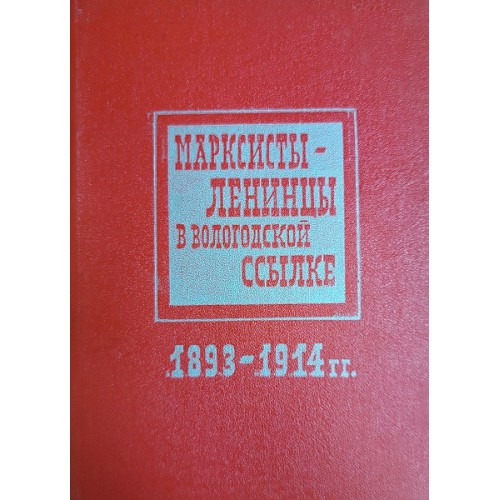 МАРКСИСТЫ-
ЛЕНИНЦЫ
В ВОЛОГОДСКОЙ
ССЫЛКЕ
1893-1914 гг.